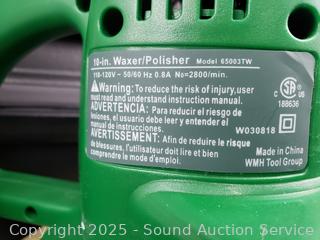 10-in. Waxer/Polisher Model 65003TW
110-120V ~ 50/60 Hz 0.8A No=2800/min.
Warning: To reduce the risk of injury,user
must read and understand instruction manual.
ADVERTENCIA: Para reducir el riesgo de
lesiones, el usuario debe leer y comprender el
manual de instrucciones.
AVERTISSEMENT: Afin de réduire le risque
de blessures, l'utilisateur doit lire et
comprendre le mode d'emploi.
C US
188636
W030818
Made in China
WMH Tool Group
Copyright © 2025 - Sound Auction Service